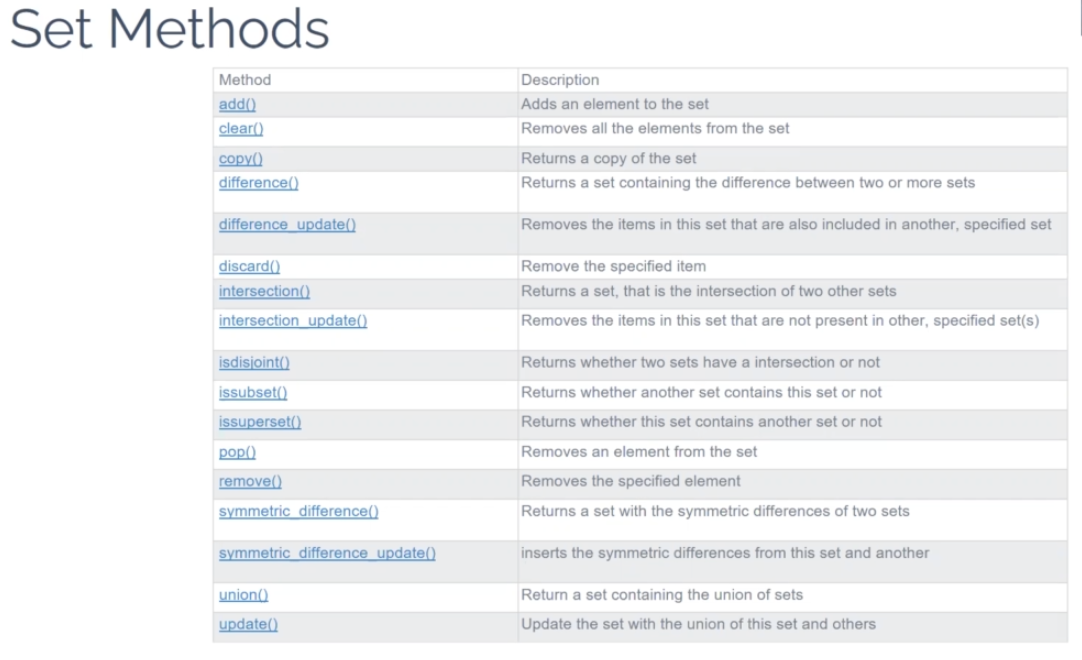 Set Methods
Method Description
add() Adds an element to the set
clear() Removes all the elements from the set
copy() Returns a copy of the set
difference() Returns a set containing the difference between two or more sets
difference_update() Removes the items in this set that are also included in another, specified set
discard() Remove the specified item
intersection() Returns a set, that is the intersection of two other sets
intersection_update() Removes the items in this set that are not present in other, specified set(s)
isdisjoint() Returns whether two sets have a intersection or not
issubset() Returns whether another set contains this set or not
issuperset() Returns whether this set contains another set or not
pop() Removes an element from the set
remove() Removes the specified element
symmetric_difference() Returns a set with the symmetric differences of two sets
symmetric_difference_update() inserts the symmetric differences from this set and another
union() Return a set containing the union of sets
update() Update the set with the union of this set and others